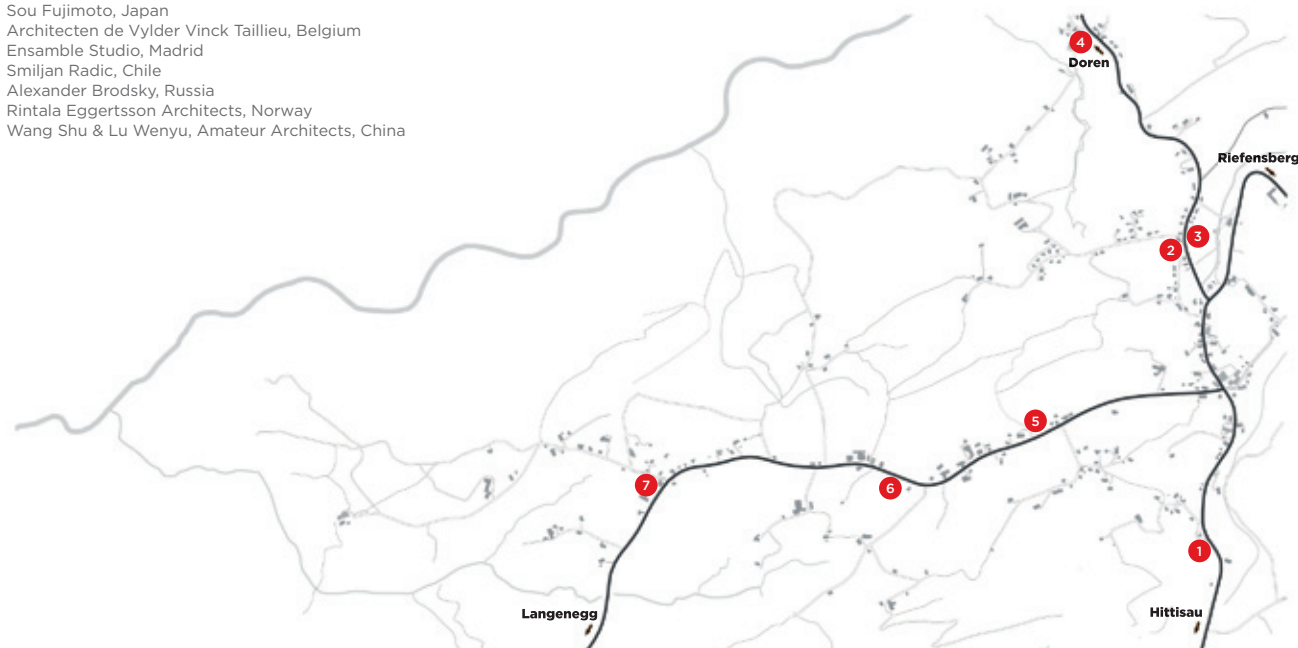 Sou Fujimoto, Japan
Architecten de Vylder Vinck Taillieu, Belgium
Ensamble Studio, Madrid
Smiljan Radic, Chile
Alexander Brodsky, Russia
Rintala Eggertsson Architects, Norway
Wang Shu & Lu Wenyu, Amateur Architects, China
4
Doren
Riefensberg
3
2
5
7
6
1
Langenegg
Hittisau